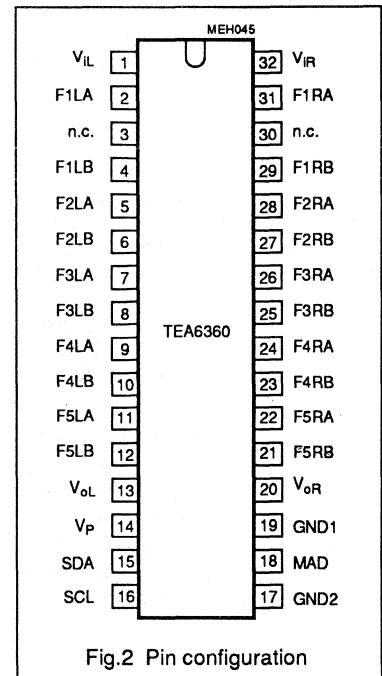 MEH045
ViL 1 32 ViR
F1LA 2 31 F1RA
n.c. 3 30 n.c.
F1LB 4 29 F1RB
F2LA 5 28 F2RA
F2LB 6 27 F2RB
F3LA 7 26 F3RA
F3LB 8 25 F3RB
TEA6360
F4LA 9 24 F4RA
F4LB 10 23 F4RB
F5LA 11 22 F5RA
F5LB 12 21 F5RB
VoL 13 20 VoR
VP 14 19 GND1
SDA 15 18 MAD
SCL 16 17 GND2
Fig.2 Pin configuration